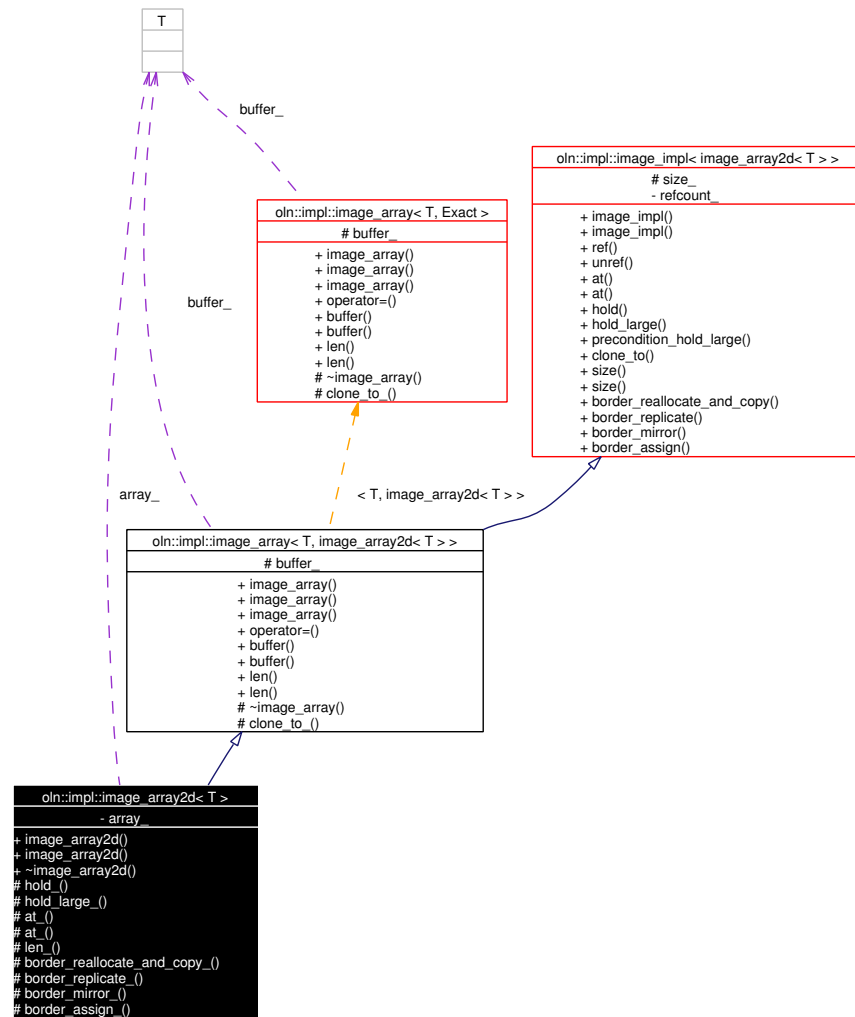 T
buffer_
oln::impl::image_impl< image_array2d< T > >
# size_
- refcount_
+ image_impl()
+ image_impl()
+ ref()
+ unref()
+ at()
+ at()
+ hold()
+ hold_large()
+ precondition_hold_large()
+ clone_to()
+ size()
+ size()
+ border_reallocate_and_copy()
+ border_replicate()
+ border_mirror()
+ border_assign()
oln::impl::image_array< T, Exact >
# buffer_
+ image_array()
+ image_array()
+ image_array()
+ operator=()
+ buffer()
+ buffer()
+ len()
+ len()
# ~image_array()
# clone_to_()
buffer_
array_
< T, image_array2d< T > >
oln::impl::image_array< T, image_array2d< T > >
# buffer_
+ image_array()
+ image_array()
+ image_array()
+ operator=()
+ buffer()
+ buffer()
+ len()
+ len()
# ~image_array()
# clone_to_()
oln::impl::image_array2d< T >
- array_
+ image_array2d()
+ image_array2d()
+ ~image_array2d()
# hold_()
# hold_large_()
# at_()
# at_()
# len_()
# border_reallocate_and_copy_()
# border_replicate_()
# border_mirror_()
# border_assign_()